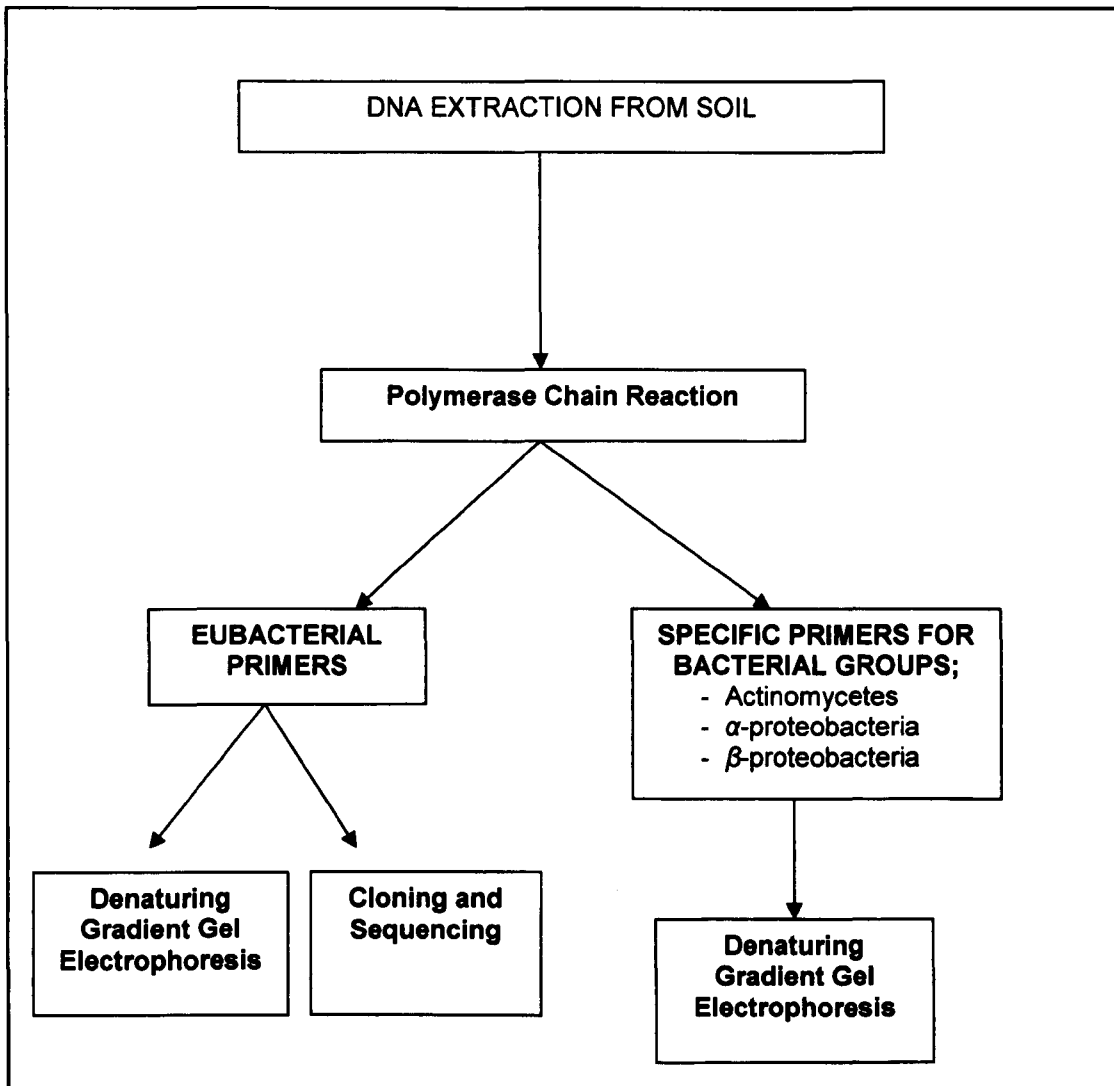 DNA EXTRACTION FROM SOIL
Polymerase Chain Reaction
EUBACTERIAL
PRIMERS
SPECIFIC PRIMERS FOR
BACTERIAL GROUPS;
- Actinomycetes
- α-proteobacteria
- β-proteobacteria
Denaturing
Gradient Gel
Electrophoresis
Cloning and
Sequencing
Denaturing
Gradient Gel
Electrophoresis